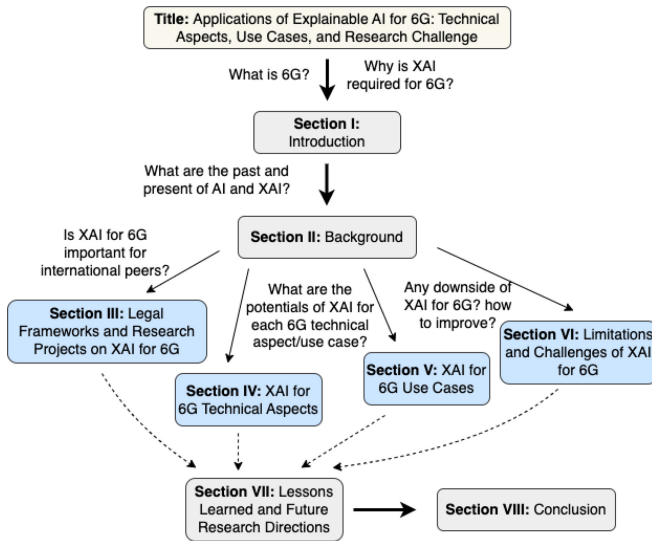 Title: Applications of Explainable AI for 6G: Technical
Aspects, Use Cases, and Research Challenge
What is 6G?
Why is XAI
required for 6G?
Section I:
Introduction
What are the past and
present of AI and XAI?
Section II: Background
Is XAI for 6G
important for
international peers?
What are the
potentials of XAI for
each 6G technical
aspect/use case?
Any downside of
XAI for 6G? how
to improve?
Section III: Legal
Frameworks and Research
Projects on XAI for 6G
Section IV: XAI for
6G Technical Aspects
Section V: XAI for
6G Use Cases
Section VI: Limitations
and Challenges of XAI
for 6G
Section VII: Lessons
Learned and Future
Research Directions
Section VIII: Conclusion